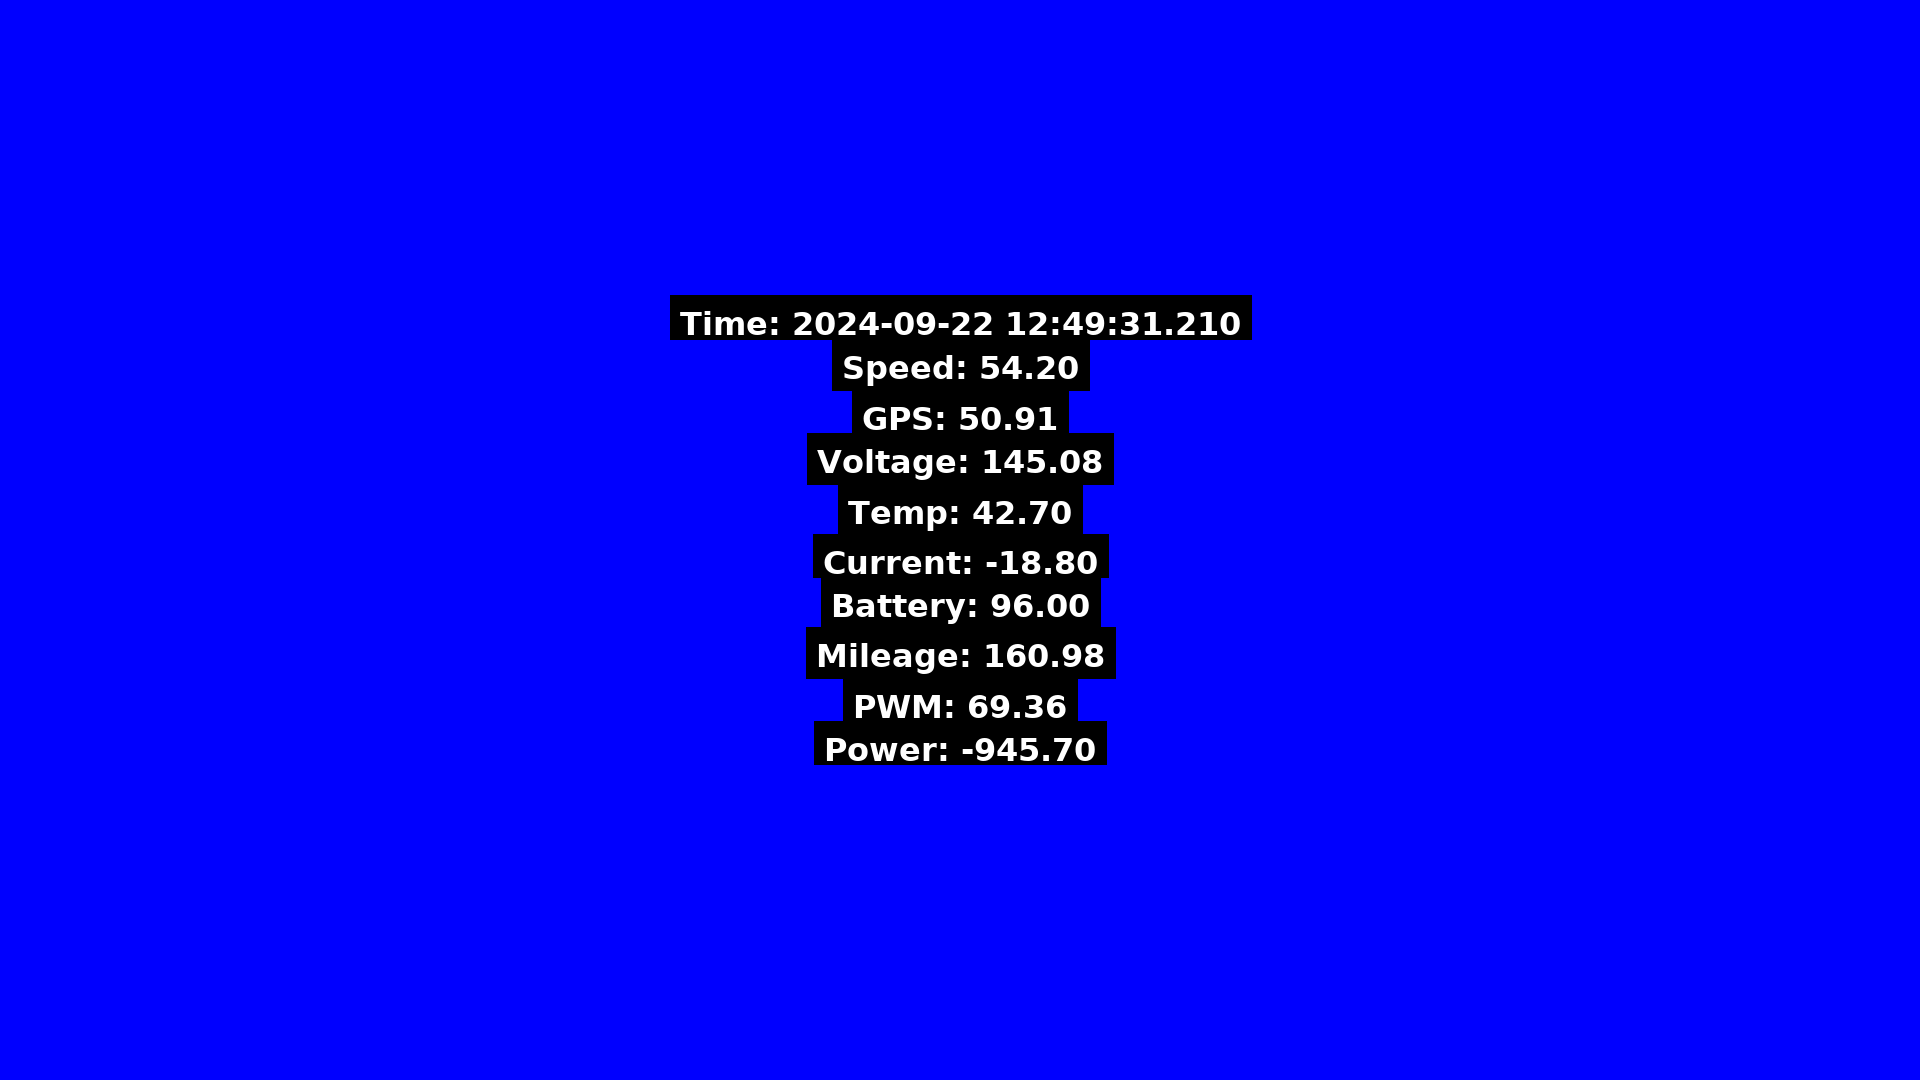 Time: 2024-09-22 12:49:31.210
Speed: 54.20
GPS: 50.91
Voltage: 145.08
Temp: 42.70
Current: -18.80
Battery: 96.00
Mileage: 160.98
PWM: 69.36
Power: -945.70